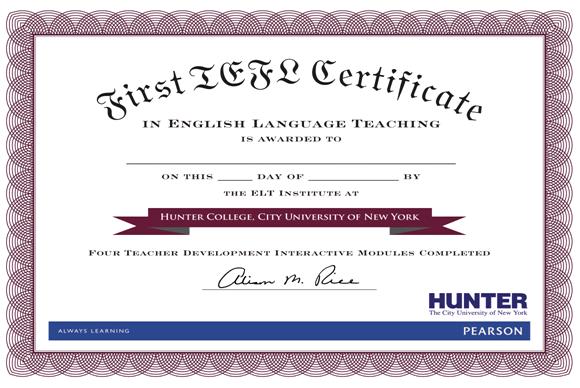 First TEFL Certificate
IN ENGLISH LANGUAGE TEACHING
IS AWARDED TO
ON THIS _____ DAY OF _____________ BY
THE ELT INSTITUTE AT
HUNTER COLLEGE, CITY UNIVERSITY OF NEW YORK
FOUR TEACHER DEVELOPMENT INTERACTIVE MODULES COMPLETED
Alison M. Rice
HUNTER
The City University of New York
ALWAYS LEARNING
PEARSON